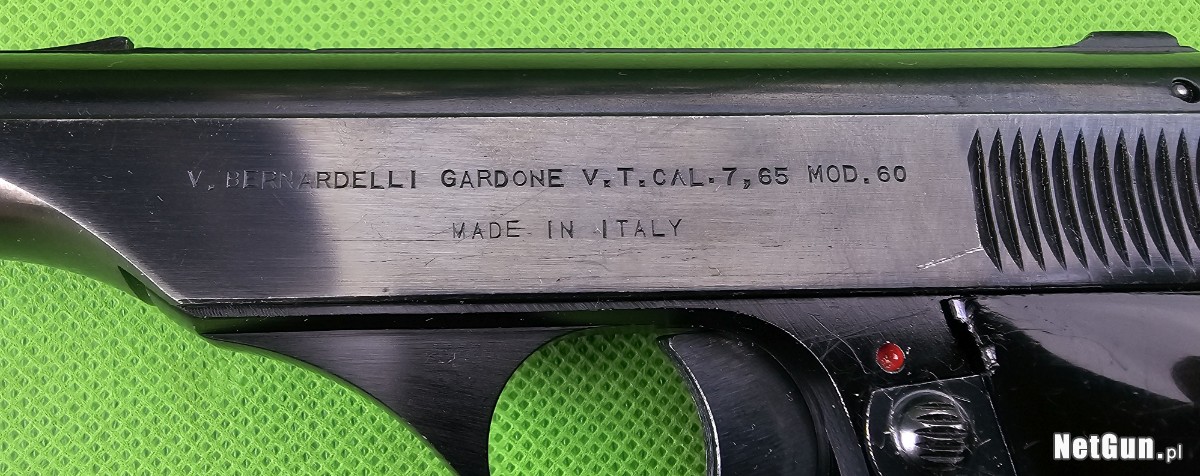 V. BERNARDELLI GARDONE V.T. CAL. 7,65 MOD. 60
MADE IN ITALY
NetGun.pl